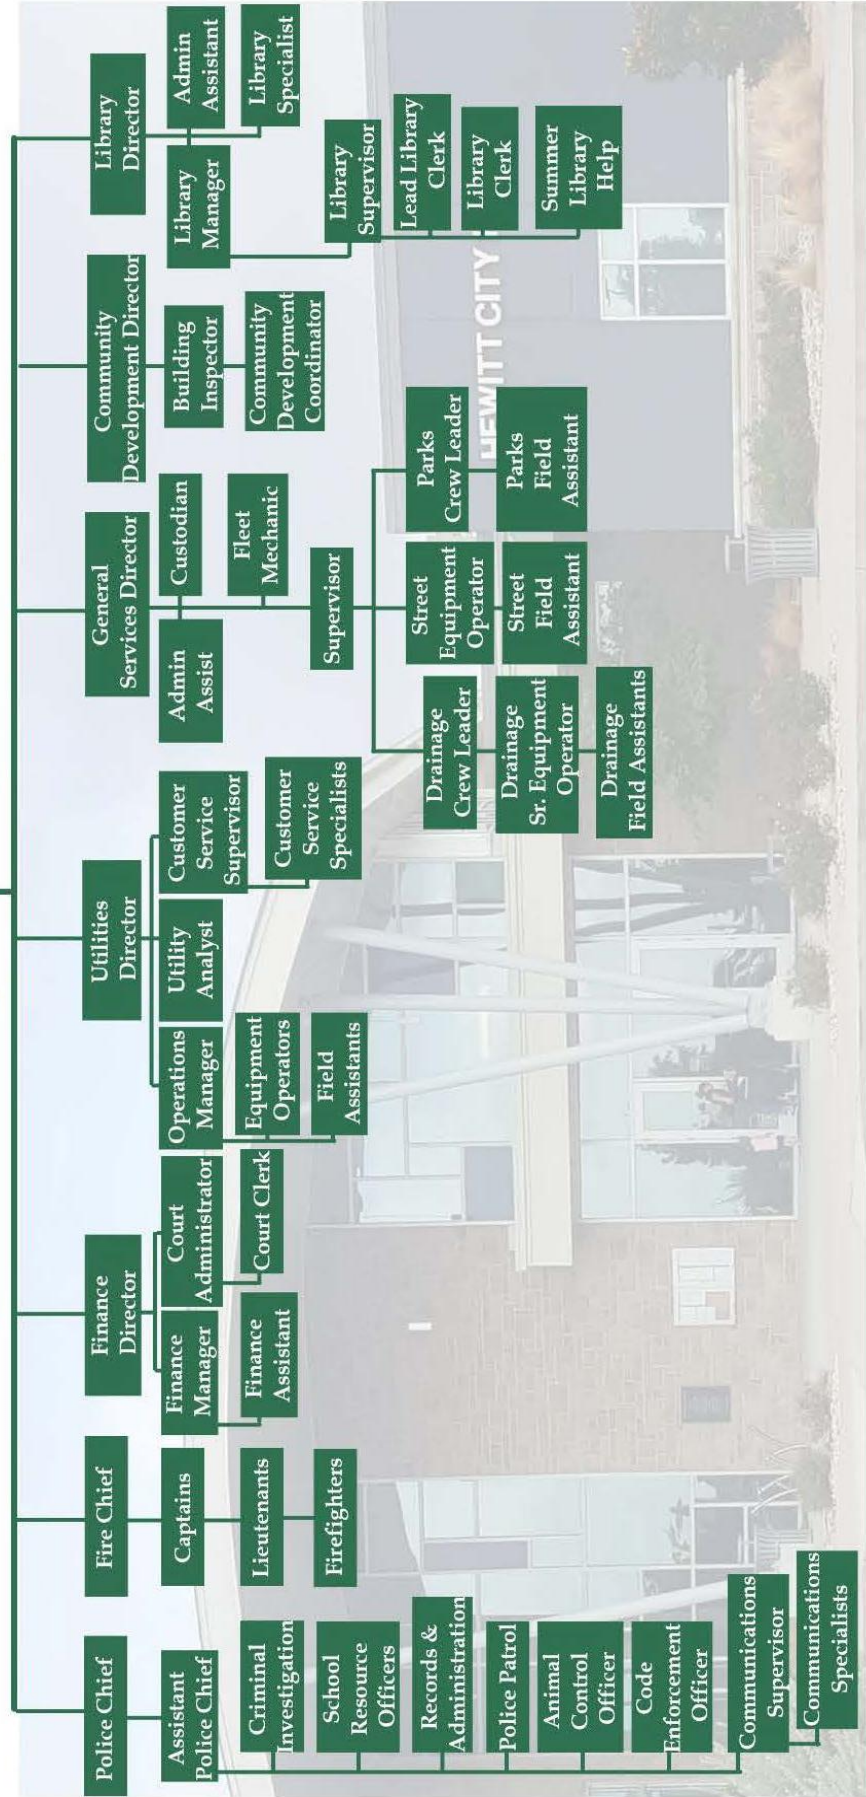 Police Chief
Assistant
Police Chief
Criminal
Investigation
School
Resource
Officers
Records &
Administration
Police Patrol
Animal
Control
Officer
Code
Enforcement
Officer
Communications
Supervisor
Communications
Specialists
Fire Chief
Captains
Lieutenants
Firefighters
Finance
Director
Finance
Manager
Finance
Assistant
Court
Administrator
Court Clerk
Utilities
Director
Operations
Manager
Equipment
Operators
Field
Assistants
Utility
Analyst
Customer
Service
Supervisor
Customer
Service
Specialists
General
Services Director
Admin
Assist
Custodian
Fleet
Mechanic
Supervisor
Drainage
Crew Leader
Drainage
Sr. Equipment
Operator
Drainage
Field Assistants
Street
Equipment
Operator
Street
Field
Assistant
Parks
Crew Leader
Parks
Field
Assistant
Community
Development Director
Building
Inspector
Community
Development
Coordinator
Library
Director
Library
Manager
Admin
Assistant
Library
Specialist
Library
Supervisor
Lead Library
Clerk
Library
Clerk
Summer
Library
Help
HEWITT CITY